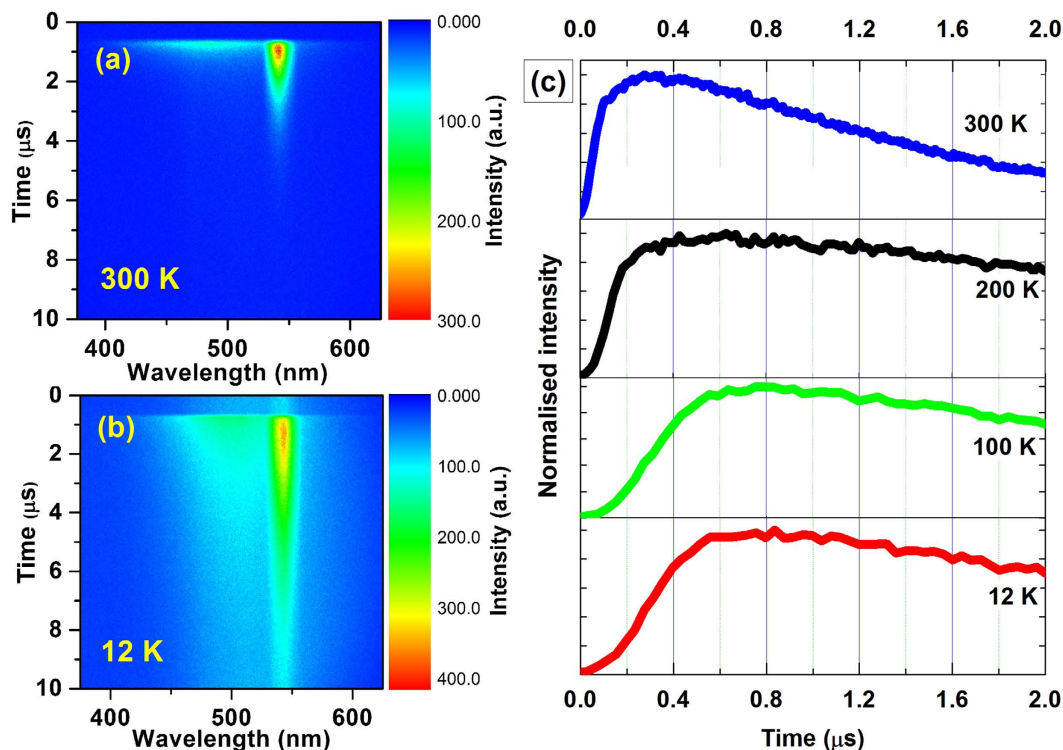 (a)
300 K
0
2
4
6
8
10
Time (μs)
400
500
600
Wavelength (nm)
0.000
100.0
200.0
300.0
Intensity (a.u.)
(b)
12 K
0
2
4
6
8
10
Time (μs)
400
500
600
Wavelength (nm)
0.000
100.0
200.0
300.0
400.0
Intensity (a.u.)
0.0 0.4 0.8 1.2 1.6 2.0
(c)
300 K
200 K
100 K
12 K
Normalised intensity
0.0 0.4 0.8 1.2 1.6 2.0
Time (μs)